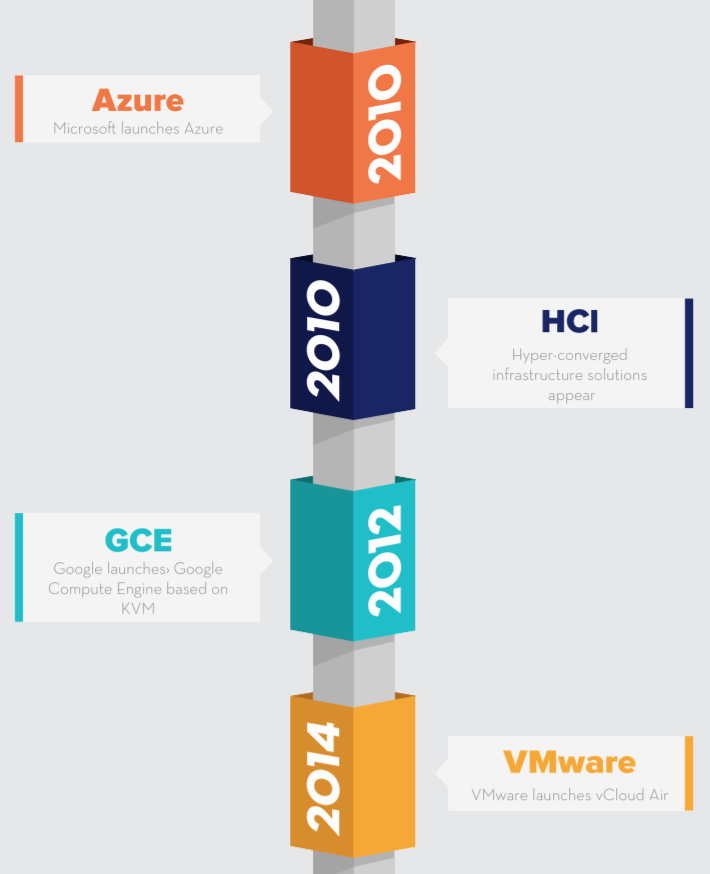 Azure
Microsoft launches Azure
2010
2010
HCI
Hyper-converged
infrastructure solutions
appear
GCE
Google launches› Google
Compute Engine based on
KVM
2012
2014
VMware
VMware launches vCloud Air